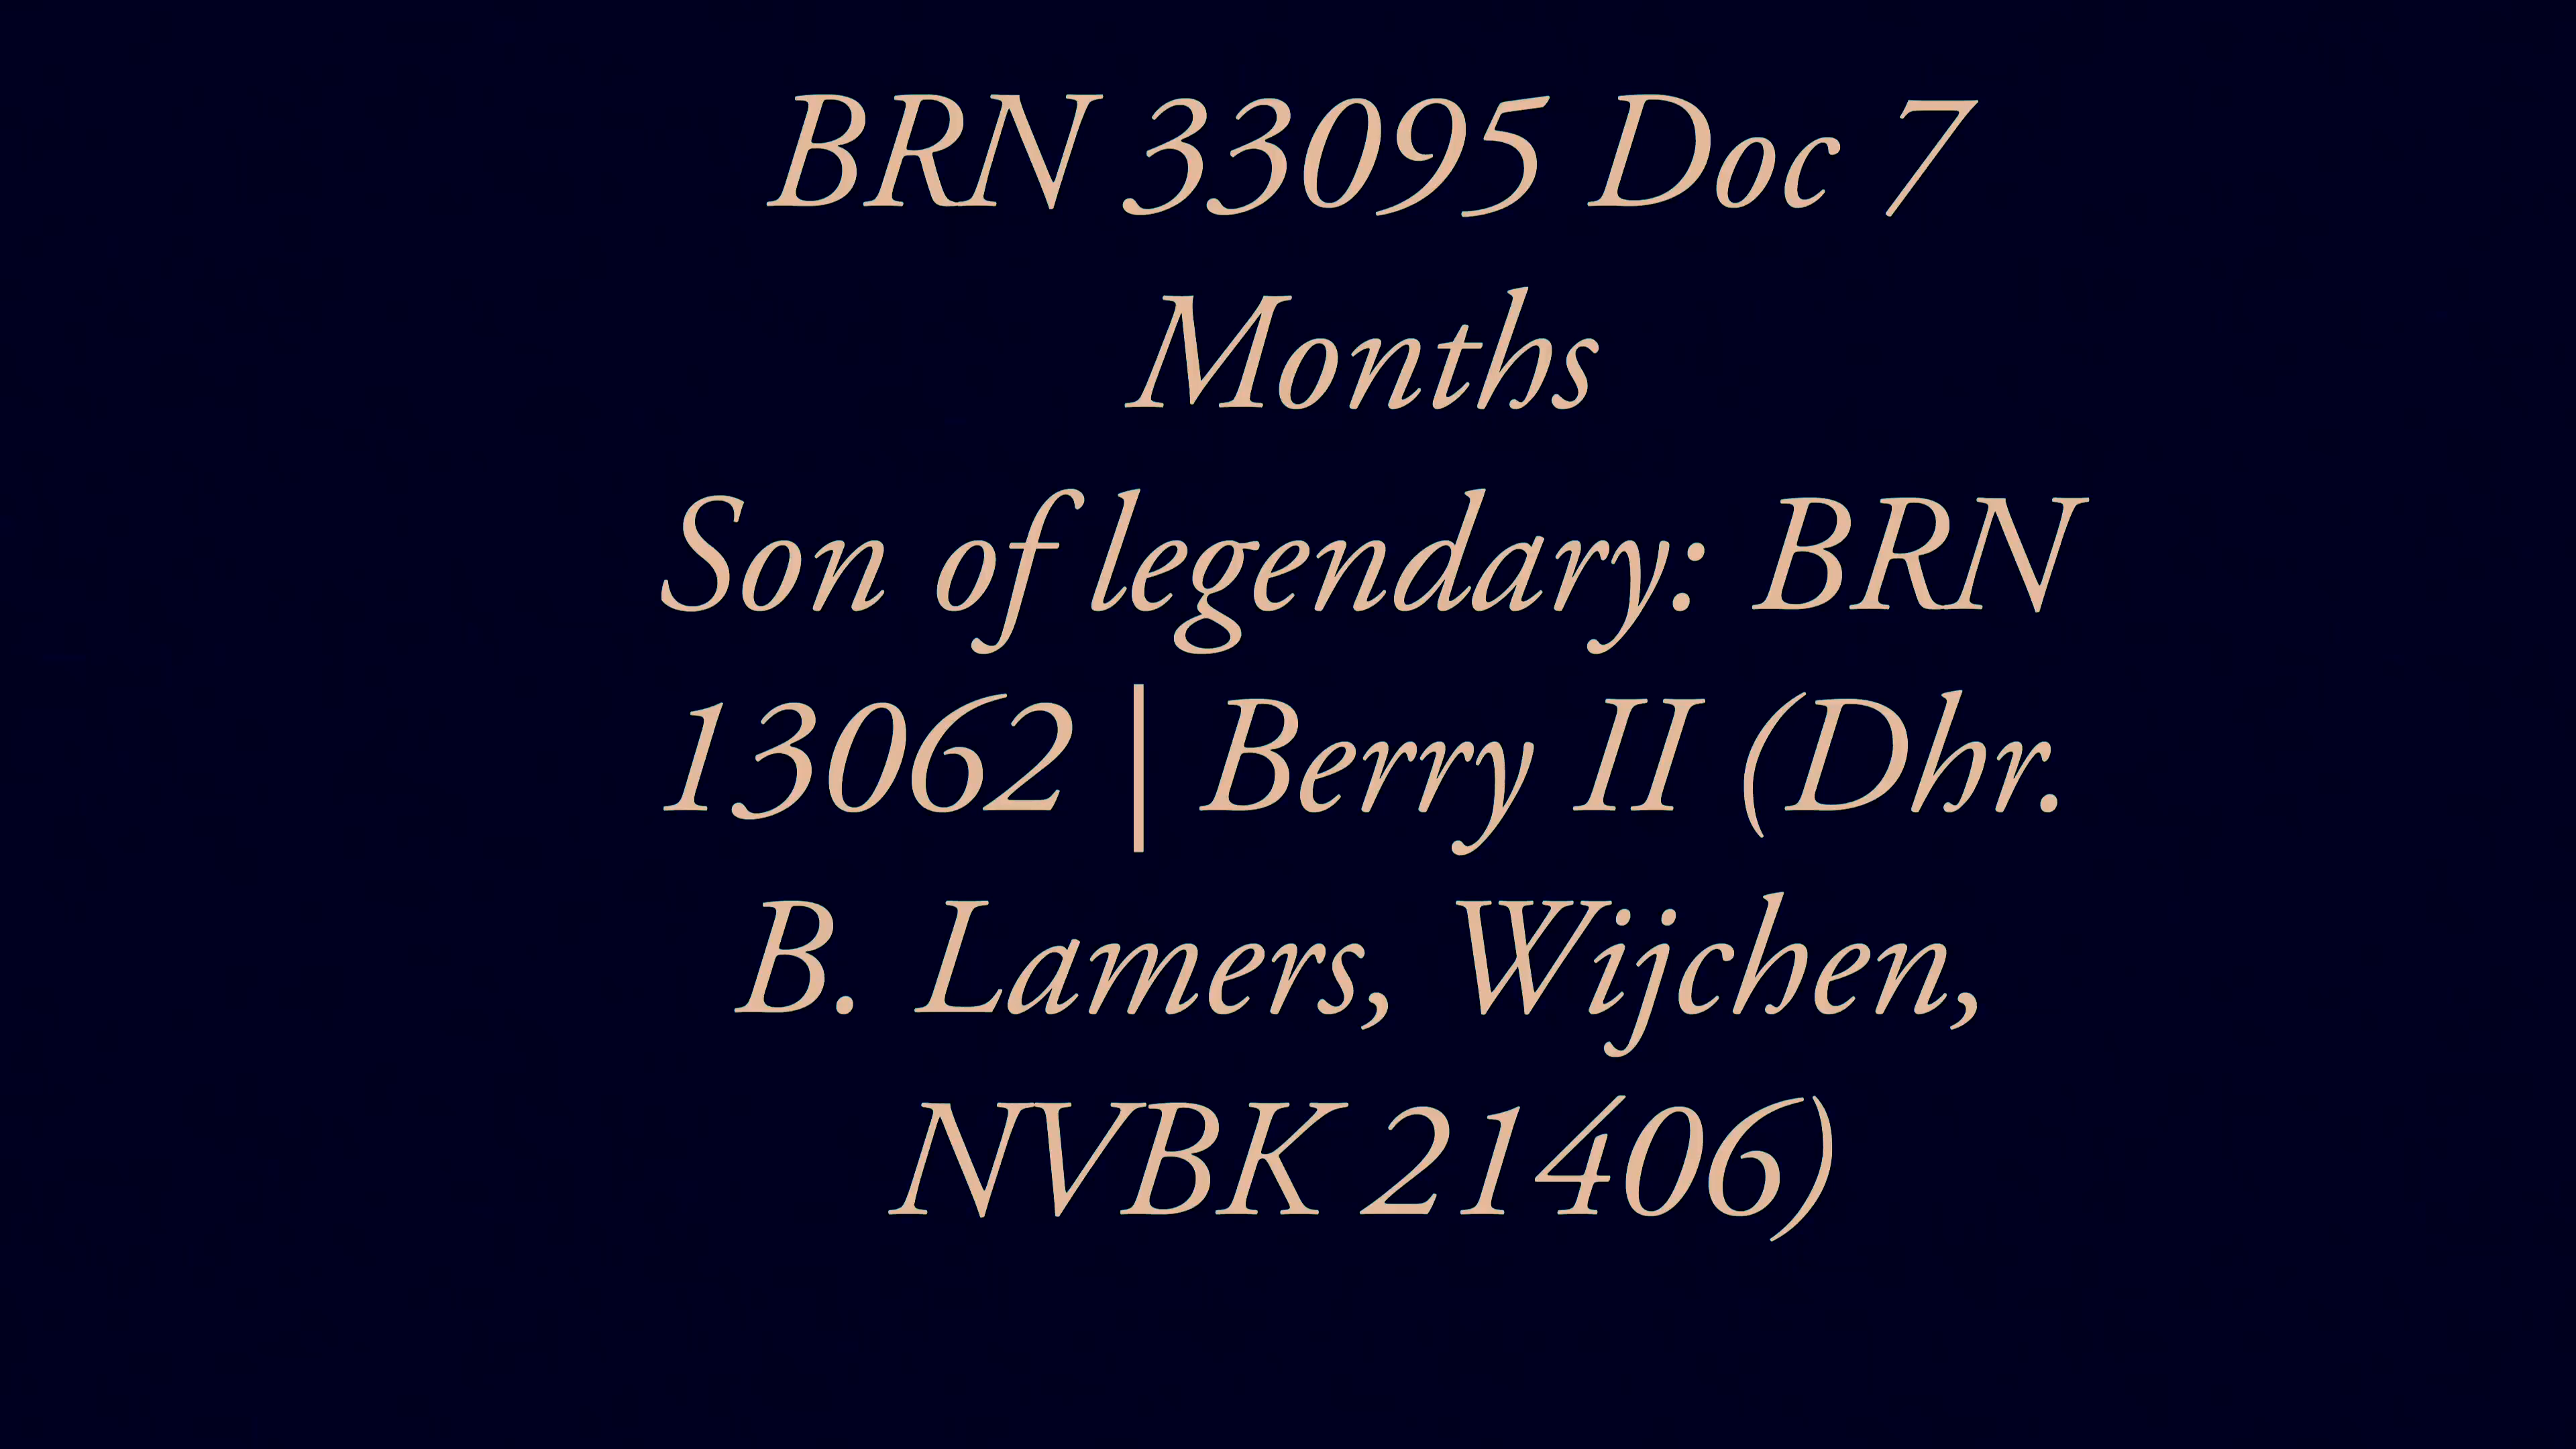 BRN 33095 Doc 7
Months
Son of legendary: BRN
13062 | Berry II (Dhr.
B. Lamers, Wijchen,
NVBK 21406)